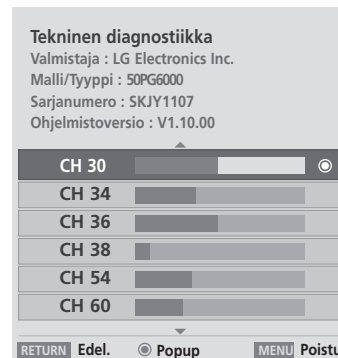 Tekninen diagnostiikka
Valmistaja : LG Electronics Inc.
Malli/Tyyppi : 50PG6000
Sarjanumero : SKJY1107
Ohjelmistoversio : V1.10.00
CH 30
CH 34
CH 36
CH 38
CH 54
CH 60
RETURN Edel. Popup MENU Poistu